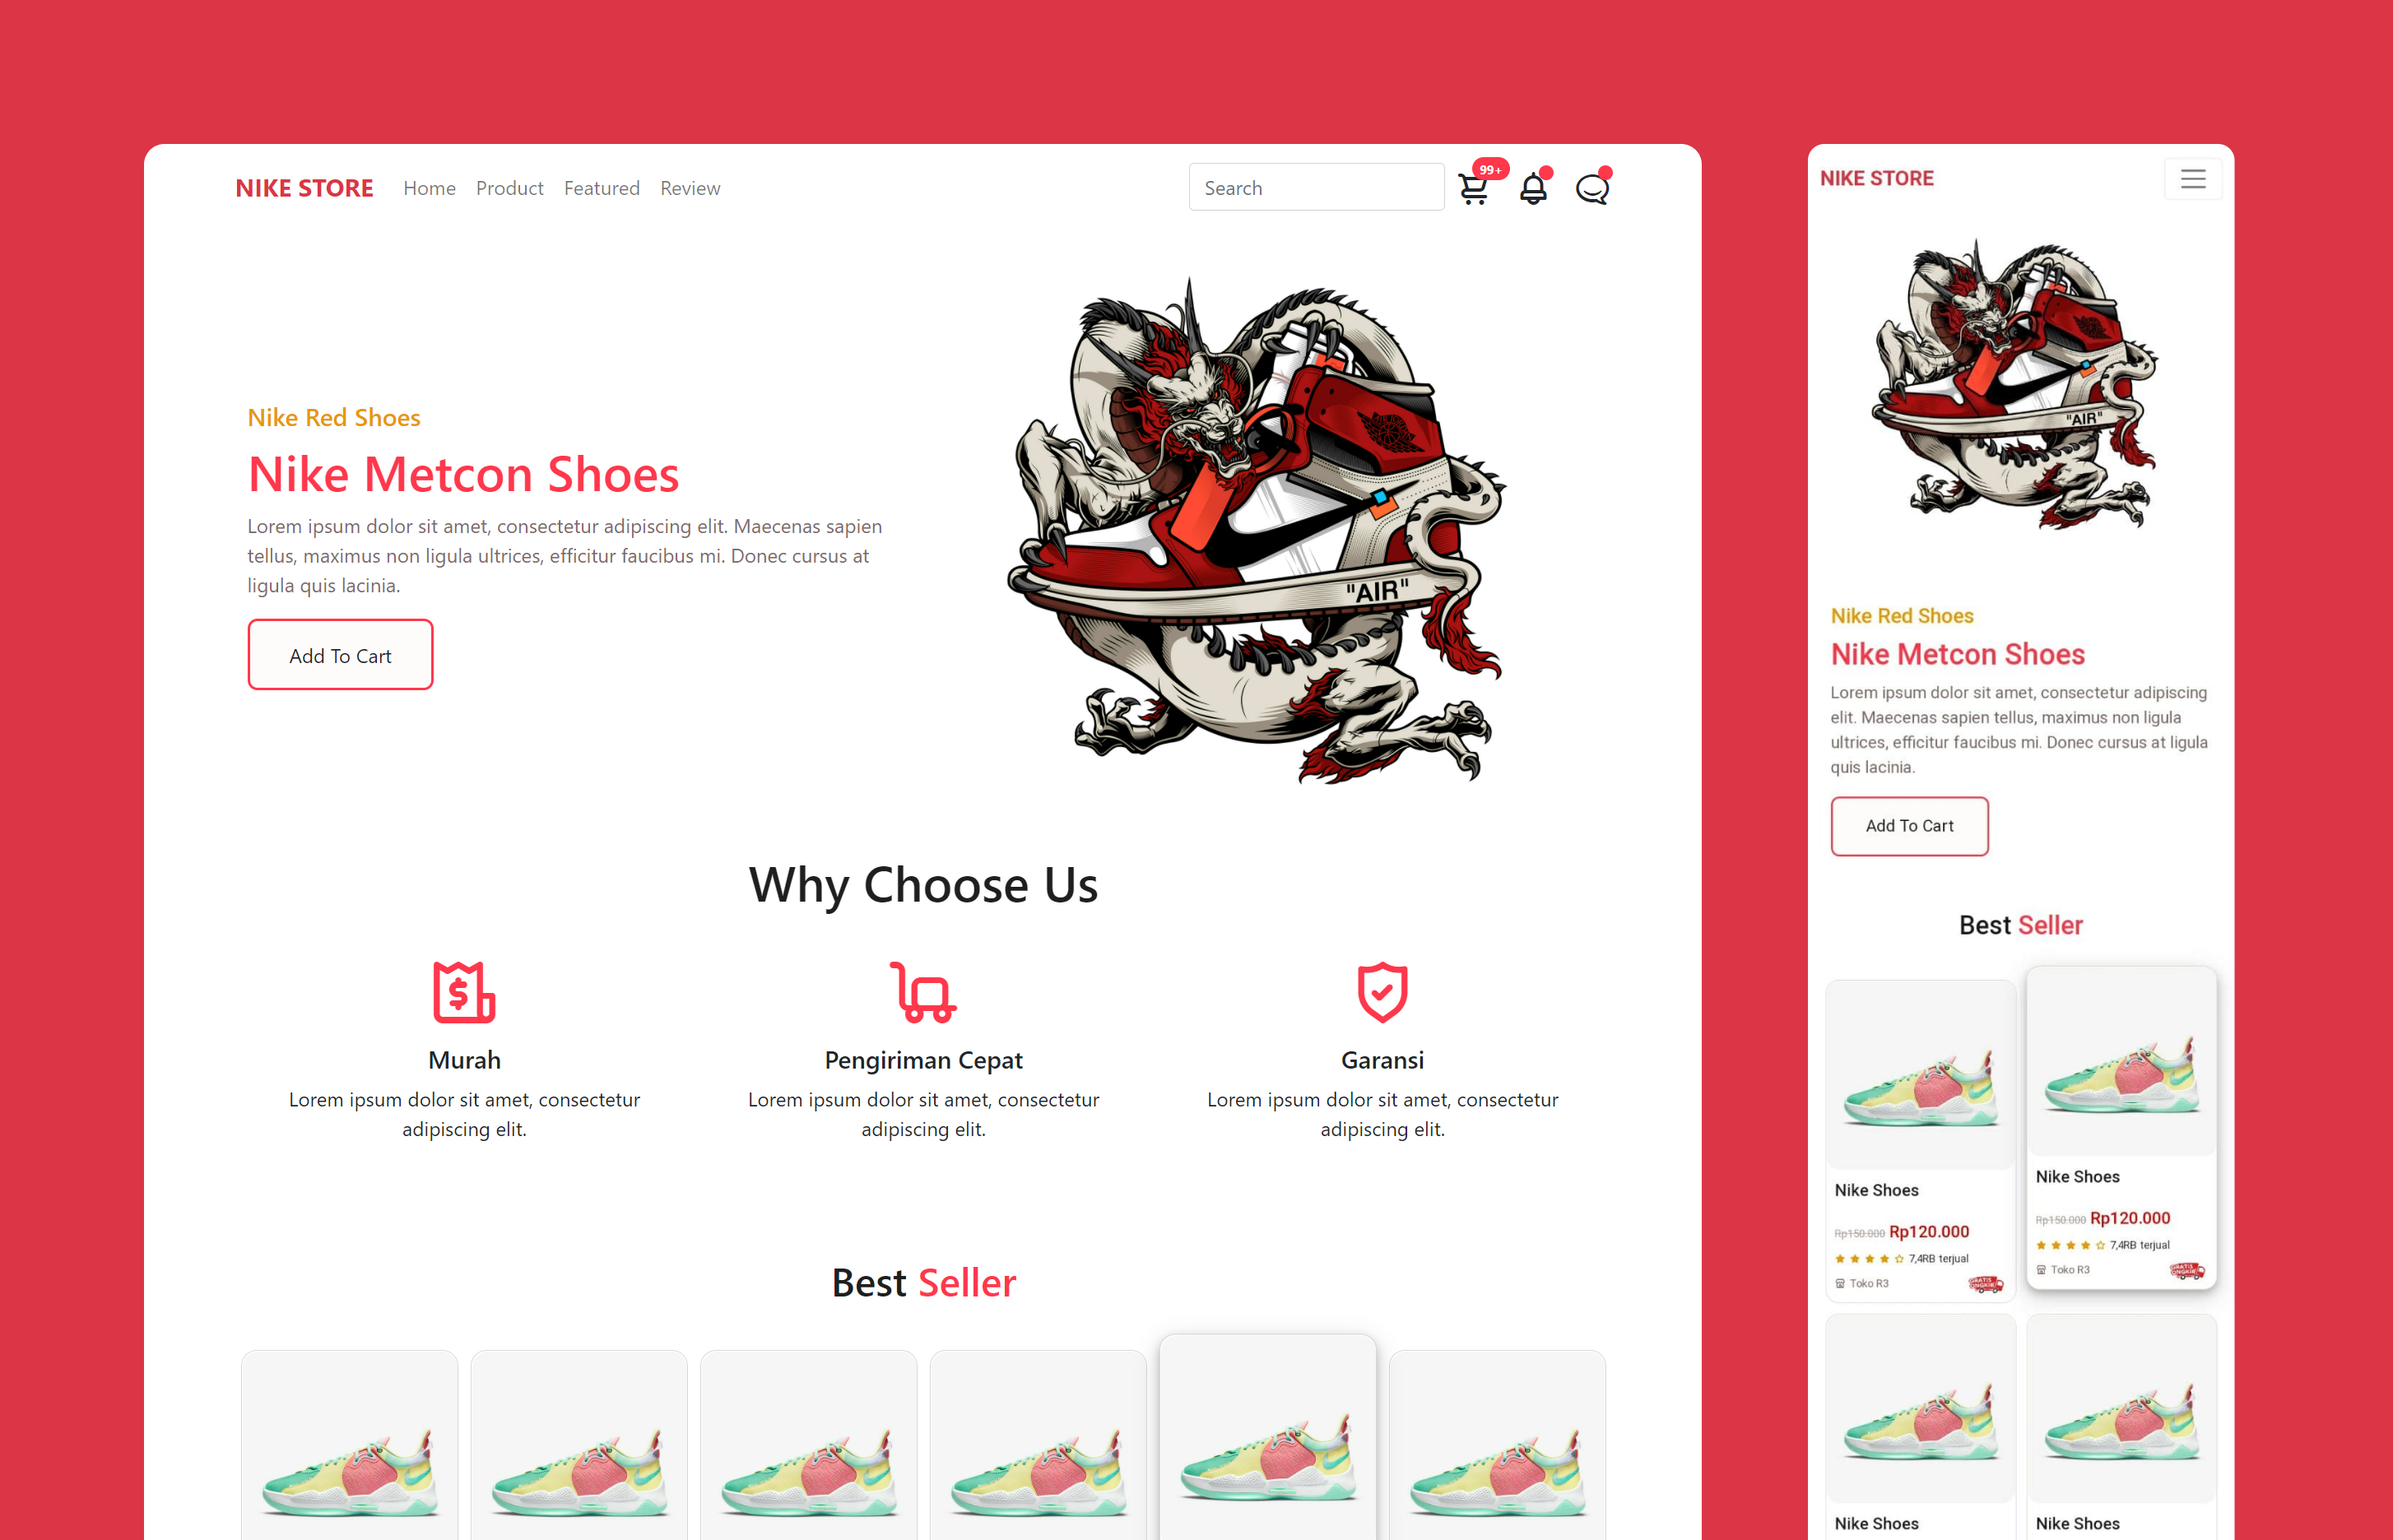 NIKE STORE Home Product Featured Review Search 99+
Nike Red Shoes
Nike Metcon Shoes
Lorem ipsum dolor sit amet, consectetur adipiscing elit. Maecenas sapien
tellus, maximus non ligula ultrices, efficitur faucibus mi. Donec cursus at
ligula quis lacinia.
Add To Cart
"AIR"
Why Choose Us
Murah
Lorem ipsum dolor sit amet, consectetur
adipiscing elit.
Pengiriman Cepat
Lorem ipsum dolor sit amet, consectetur
adipiscing elit.
Garansi
Lorem ipsum dolor sit amet, consectetur
adipiscing elit.
Best Seller
NIKE STORE
"AIR"
Nike Red Shoes
Nike Metcon Shoes
Lorem ipsum dolor sit amet, consectetur adipiscing
elit. Maecenas sapien tellus, maximus non ligula
ultrices, efficitur faucibus mi. Donec cursus at ligula
quis lacinia.
Add To Cart
Best Seller
Nike Shoes
Rp150.000 Rp120.000
7,4RB terjual
Toko R3
GRATIS
ONGKIR
Nike Shoes
Rp150.000 Rp120.000
7,4RB terjual
Toko R3
GRATIS
ONGKIR
Nike Shoes
Nike Shoes